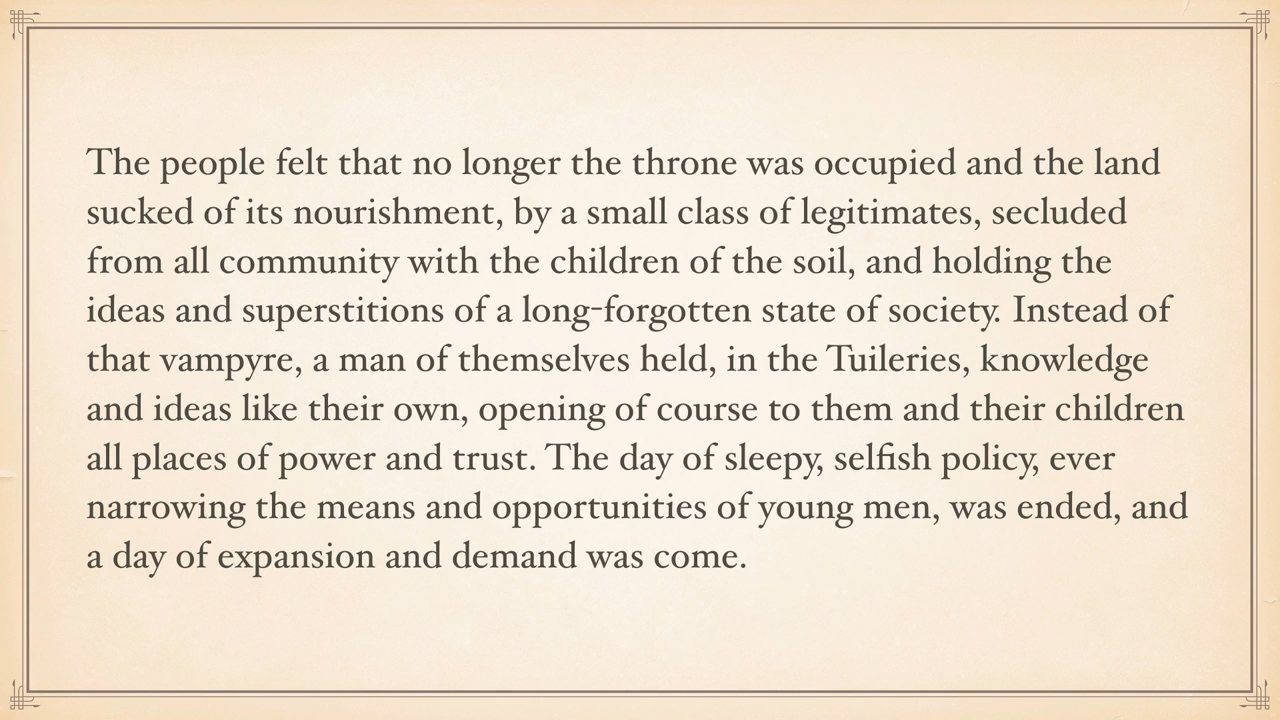 The people felt that no longer the throne was occupied and the land
sucked of its nourishment, by a small class of legitimates, secluded
from all community with the children of the soil, and holding the
ideas and superstitions of a long-forgotten state of society. Instead of
that vampyre, a man of themselves held, in the Tuileries, knowledge
and ideas like their own, opening of course to them and their children
all places of power and trust. The day of sleepy, selfish policy, ever
narrowing the means and opportunities of young men, was ended, and
a day of expansion and demand was come.